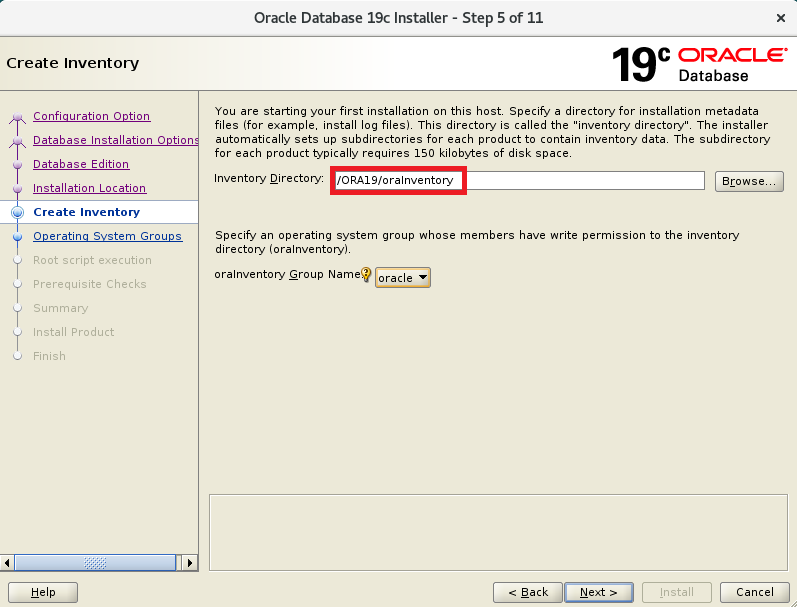 Oracle Database 19c Installer - Step 5 of 11
Create Inventory
19c ORACLE
Database
Configuration Option
Database Installation Options
Database Edition
Installation Location
Create Inventory
Operating System Groups
Root script execution
Prerequisite Checks
Summary
Install Product
Finish
You are starting your first installation on this host. Specify a directory for installation metadata
files (for example, install log files). This directory is called the "inventory directory". The installer
automatically sets up subdirectories for each product to contain inventory data. The subdirectory
for each product typically requires 150 kilobytes of disk space.
Inventory Directory: /ORA19/oraInventory Browse...
Specify an operating system group whose members have write permission to the inventory
directory (oraInventory).
oraInventory Group Name: oracle
Help < Back Next > Install Cancel